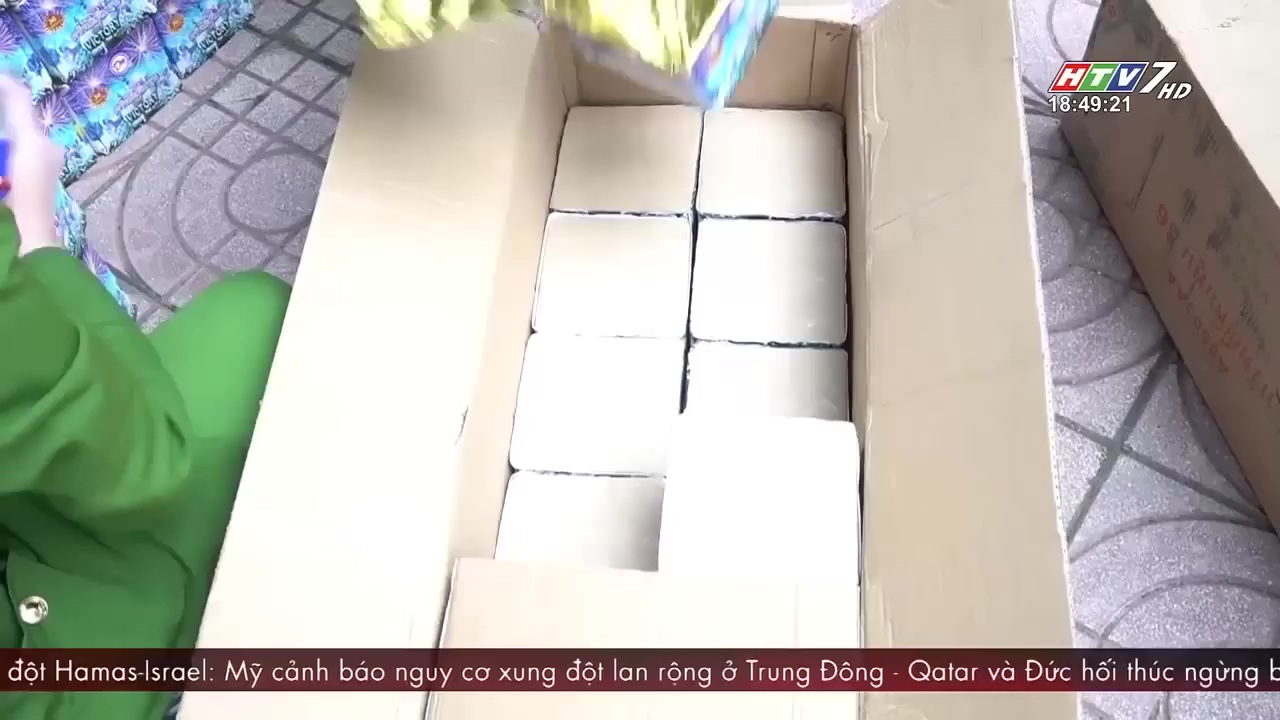 HTV7 HD
18:49:21
VICTORY
đột Hamas-Israel: Mỹ cảnh báo nguy cơ xung đột lan rộng ở Trung Đông - Qatar và Đức hối thúc ngừng b